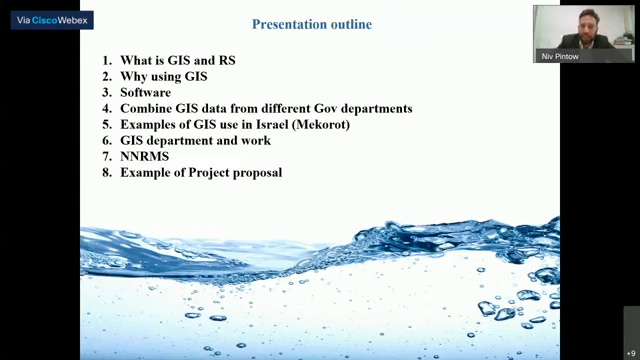 Via Cisco Webex
Presentation outline
Niv Pintow
1. What is GIS and RS
2. Why using GIS
3. Software
4. Combine GIS data from different Gov departments
5. Examples of GIS use in Israel (Mekorot)
6. GIS department and work
7. NNRMS
8. Example of Project proposal
+9